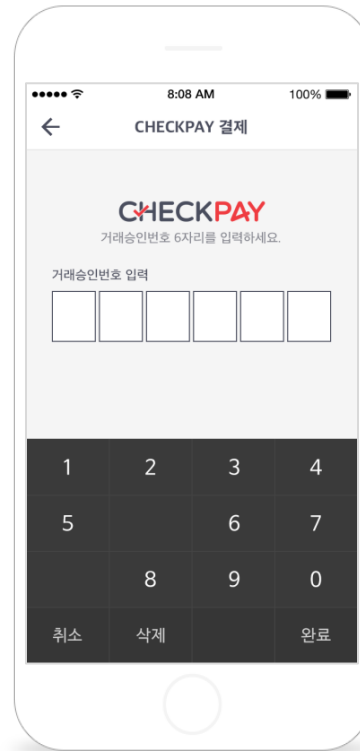 8:08 AM 100%
CHECKPAY 결제
CHECKPAY
거래승인번호 6자리를 입력하세요.
거래승인번호 입력
1 2 3 4
5 6 7
8 9 0
취소 삭제 완료